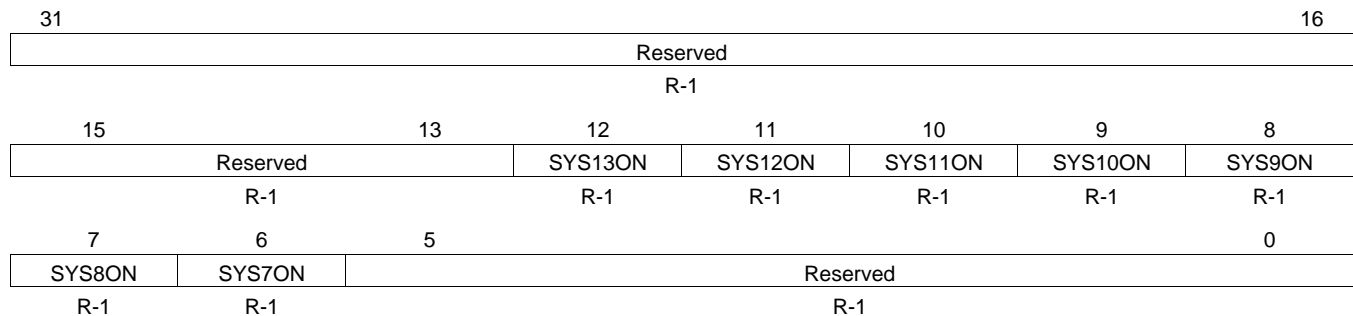 31 16
Reserved
R-1
15 13 12 11 10 9 8
Reserved SYS13ON SYS12ON SYS11ON SYS10ON SYS9ON
R-1 R-1 R-1 R-1 R-1 R-1
7 6 5 0
SYS8ON SYS7ON Reserved
R-1 R-1 R-1